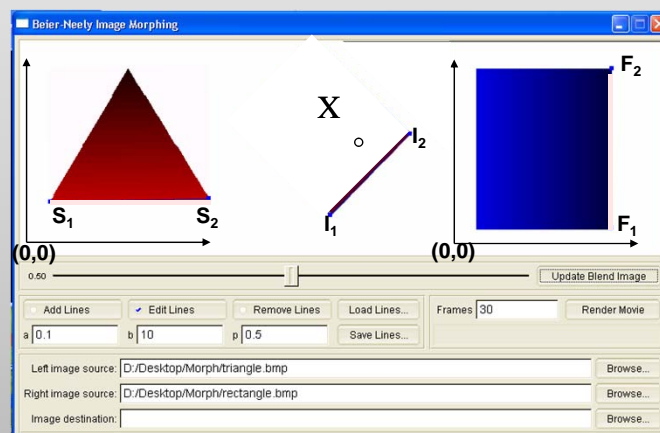 Beier-Neely Image Morphing
F₂
X
I₂
S₁ S₂
I₁
F₁
(0,0) (0,0)
0.50 Update Blend Image
Add Lines Edit Lines Remove Lines Load Lines... Frames 30 Render Movie
a 0.1 b 10 p 0.5 Save Lines...
Left image source: D:/Desktop/Morph/triangle.bmp Browse...
Right image source: D:/Desktop/Morph/rectangle.bmp Browse...
Image destination: Browse...